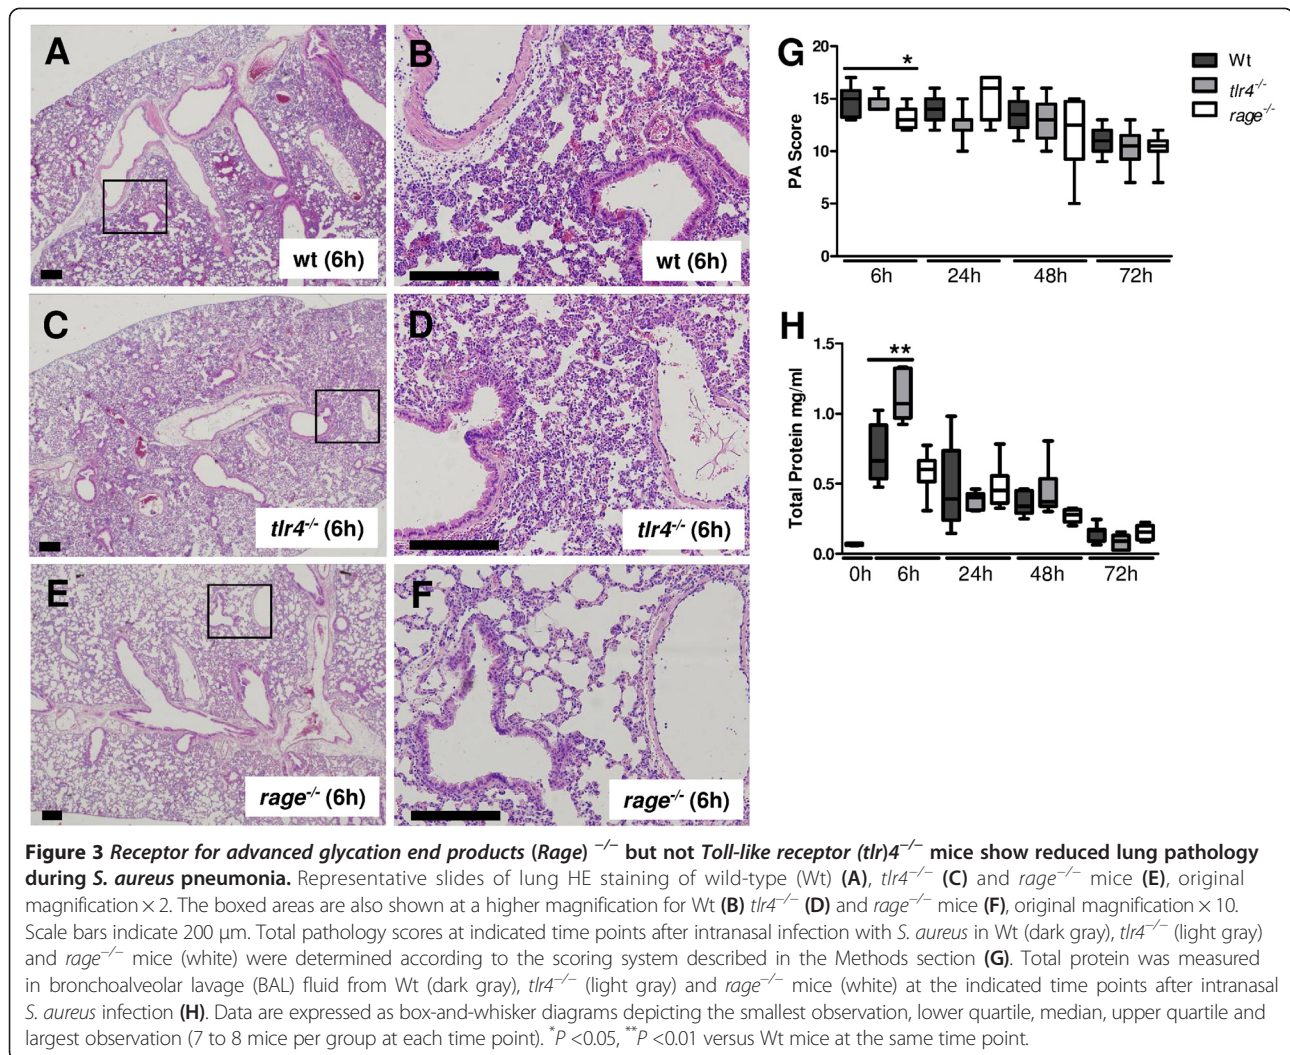 A
wt (6h)
B
wt (6h)
C
tlr4-/- (6h)
D
tlr4-/- (6h)
E
rage-/- (6h)
F
rage-/- (6h)
G
20
15
10
5
0
PA Score
*
6h 24h 48h 72h
Wt
tlr4-/-
rage-/-
H
1.5
1.0
0.5
0.0
Total Protein mg/ml
**
0h 6h 24h 48h 72h
Figure 3 Receptor for advanced glycation end products (Rage) −/− but not Toll-like receptor (tlr)4−/− mice show reduced lung pathology
during S. aureus pneumonia. Representative slides of lung HE staining of wild-type (Wt) (A), tlr4−/− (C) and rage−/− mice (E), original
magnification × 2. The boxed areas are also shown at a higher magnification for Wt (B) tlr4−/− (D) and rage−/− mice (F), original magnification × 10.
Scale bars indicate 200 μm. Total pathology scores at indicated time points after intranasal infection with S. aureus in Wt (dark gray), tlr4−/− (light gray)
and rage−/− mice (white) were determined according to the scoring system described in the Methods section (G). Total protein was measured
in bronchoalveolar lavage (BAL) fluid from Wt (dark gray), tlr4−/− (light gray) and rage−/− mice (white) at the indicated time points after intranasal
S. aureus infection (H). Data are expressed as box-and-whisker diagrams depicting the smallest observation, lower quartile, median, upper quartile and
largest observation (7 to 8 mice per group at each time point). *P <0.05, **P <0.01 versus Wt mice at the same time point.